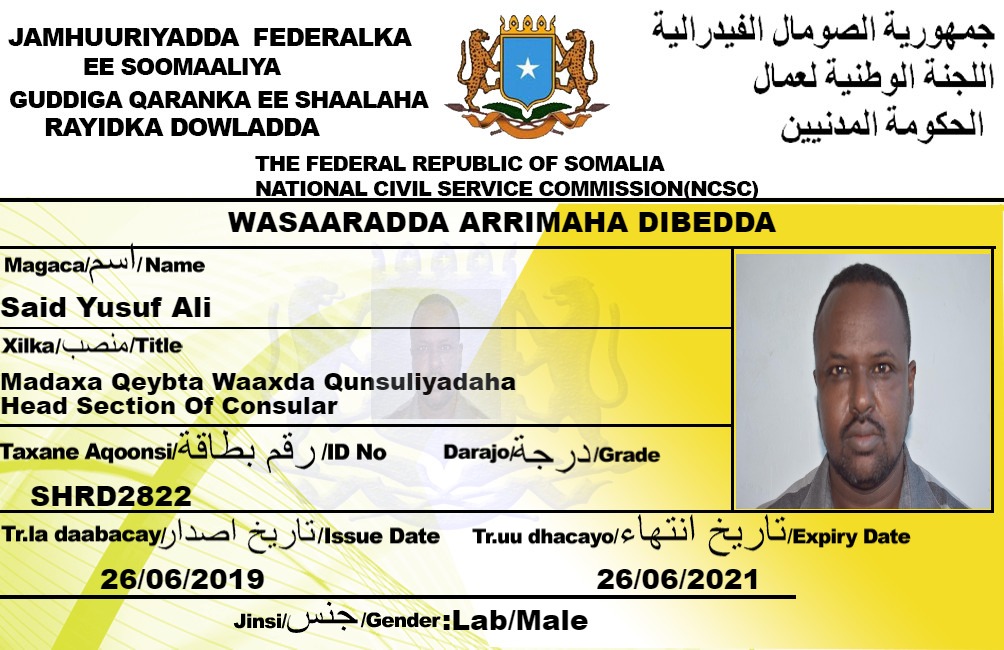 JAMHUURIYADDA FEDERALKA
EE SOOMAALIYA
GUDDIGA QARANKA EE SHAALAHA
RAYIDKA DOWLADDA
جمهورية الصومال الفيدرالية
اللجنة الوطنية لعمال
الحكومة المدنيين
THE FEDERAL REPUBLIC OF SOMALIA
NATIONAL CIVIL SERVICE COMMISSION(NCSC)
WASAARADDA ARRIMAHA DIBEDDA
Magaca/اسم/Name
Said Yusuf Ali
Xilka/منصب/Title
Madaxa Qeybta Waaxda Qunsuliyadaha
Head Section Of Consular
Taxane Aqoonsi/رقم بطاقة/ID No
Darajo/درجة/Grade
SHRD2822
Tr.la daabacay/تاريخ اصدار/Issue Date
Tr.uu dhacayo/تاريخ انتهاء/Expiry Date
26/06/2019
26/06/2021
Jinsi/جنس/Gender:Lab/Male